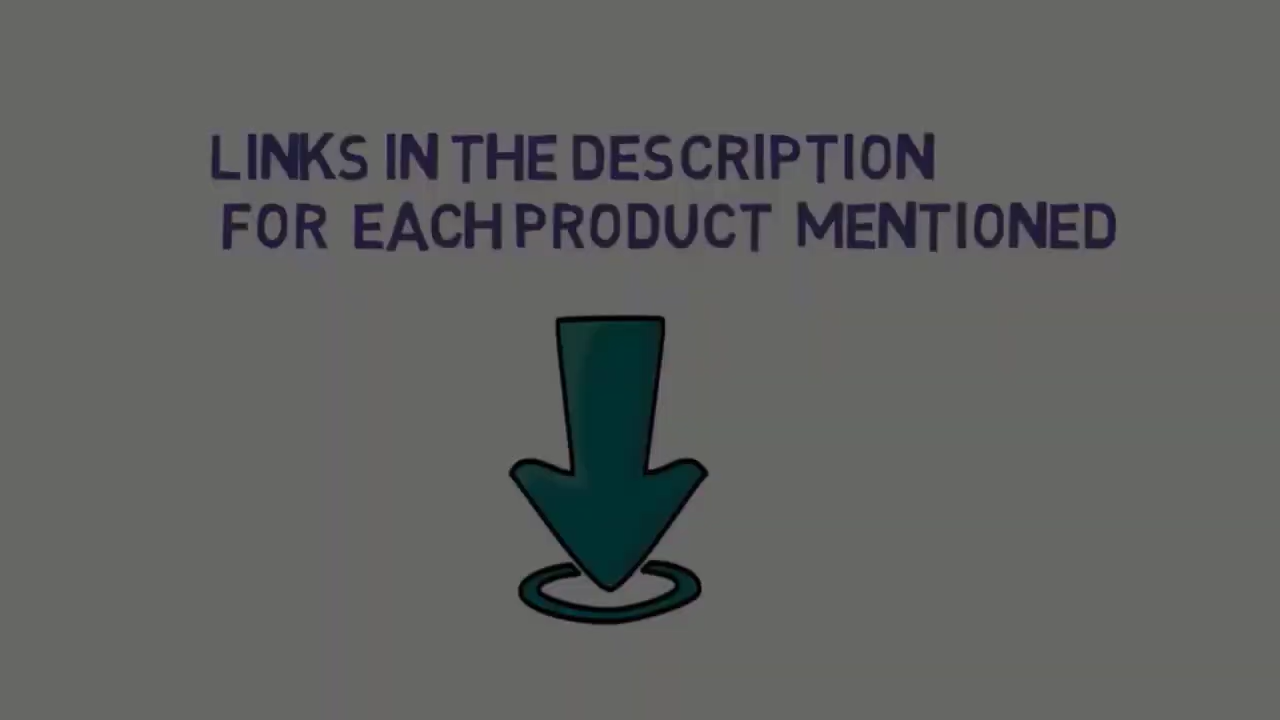 LINKS IN THE DESCRIPTION
FOR EACH PRODUCT MENTIONED